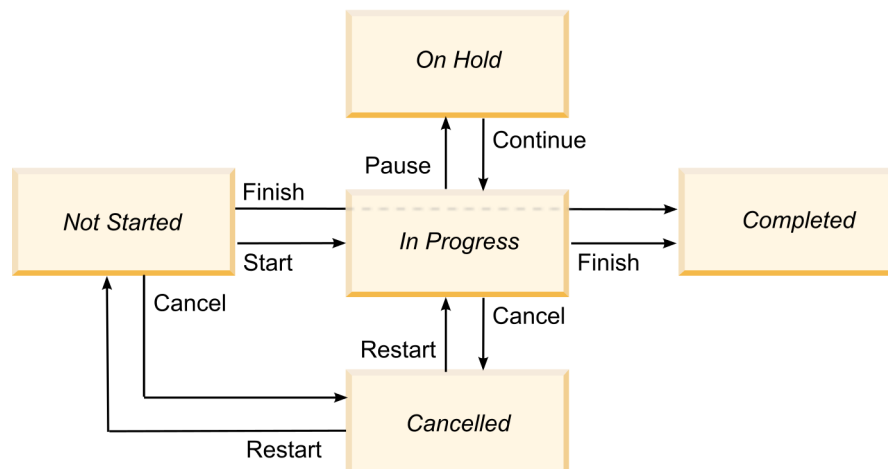 On Hold
Continue
Pause
Finish
Not Started
In Progress
Completed
Start
Finish
Cancel
Cancel
Restart
Cancelled
Restart